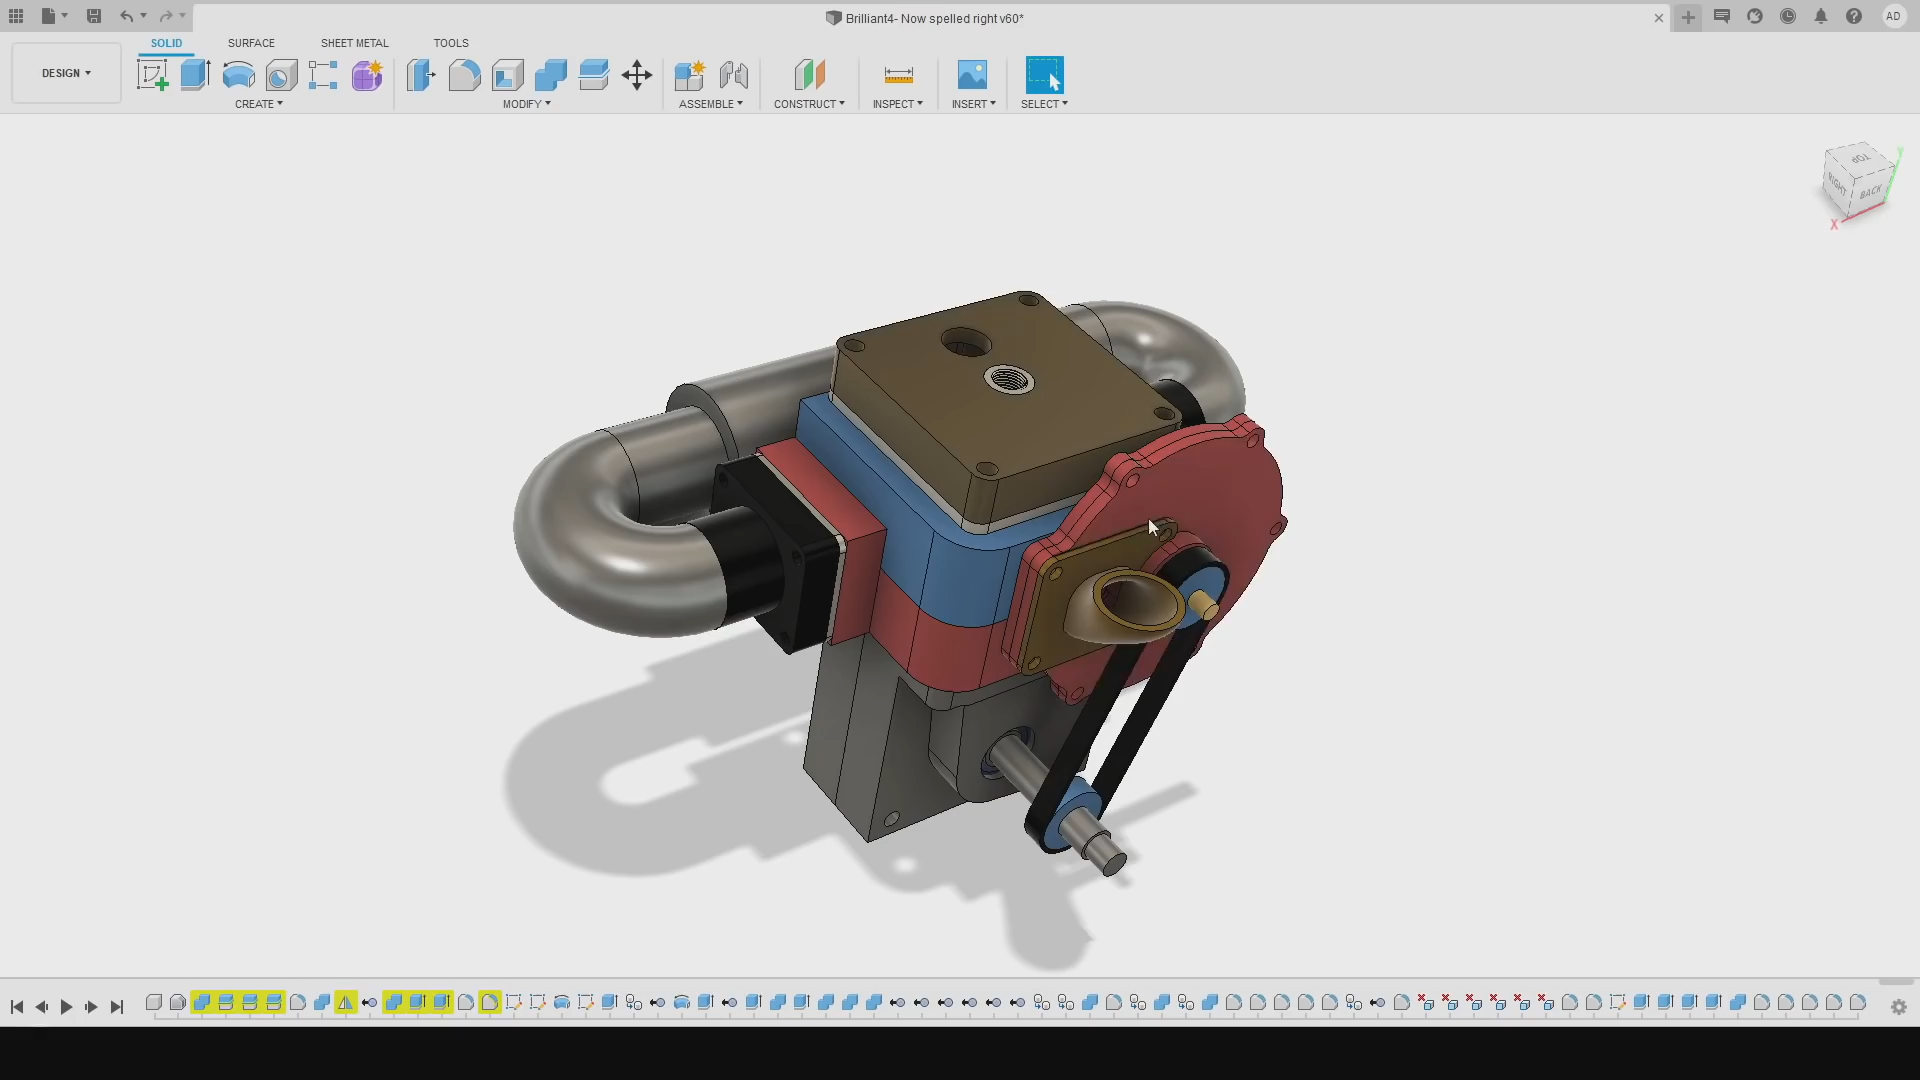 Brilliant4- Now spelled right v60*
AD
SOLID
SURFACE
SHEET METAL
TOOLS
DESIGN
CREATE
MODIFY
ASSEMBLE
CONSTRUCT
INSPECT
INSERT
SELECT
TOP
RIGHT
BACK
Y
X